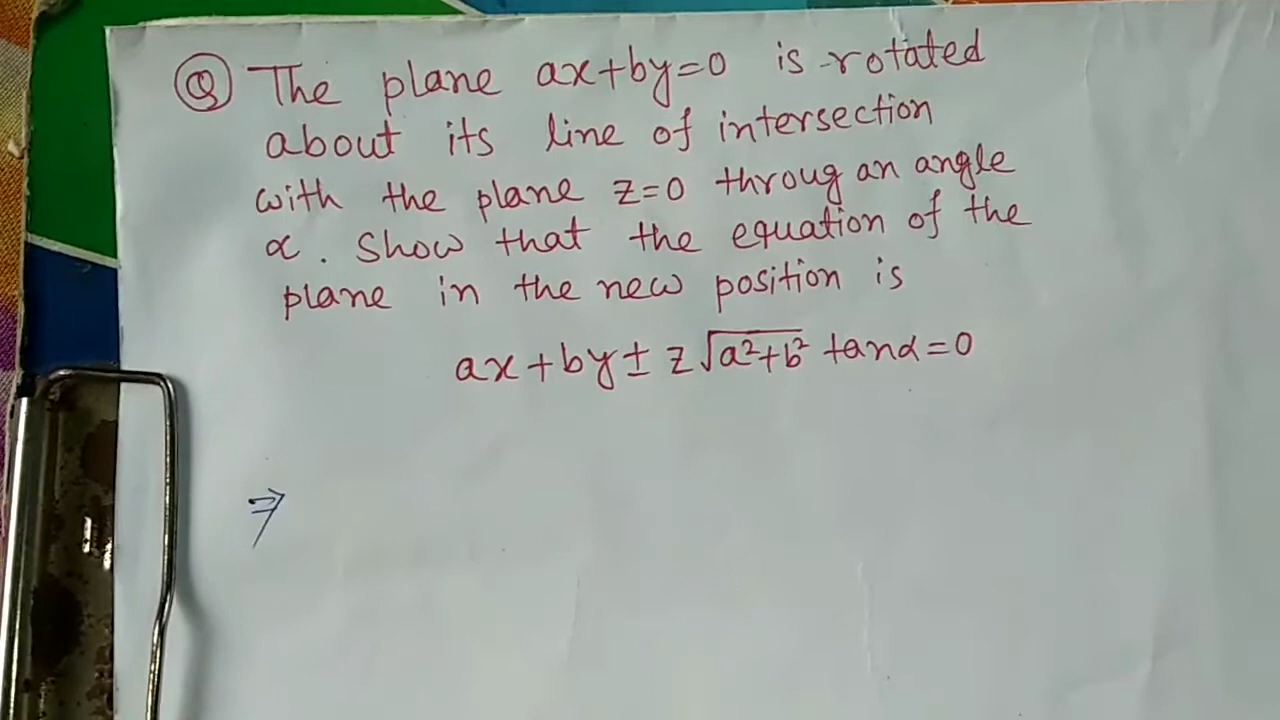 Q The plane ax+by=0 is rotated
about its line of intersection
with the plane z=0 throug an angle
α. Show that the equation of the
plane in the new position is
ax+by± z√a²+b² tanα=0
⇒